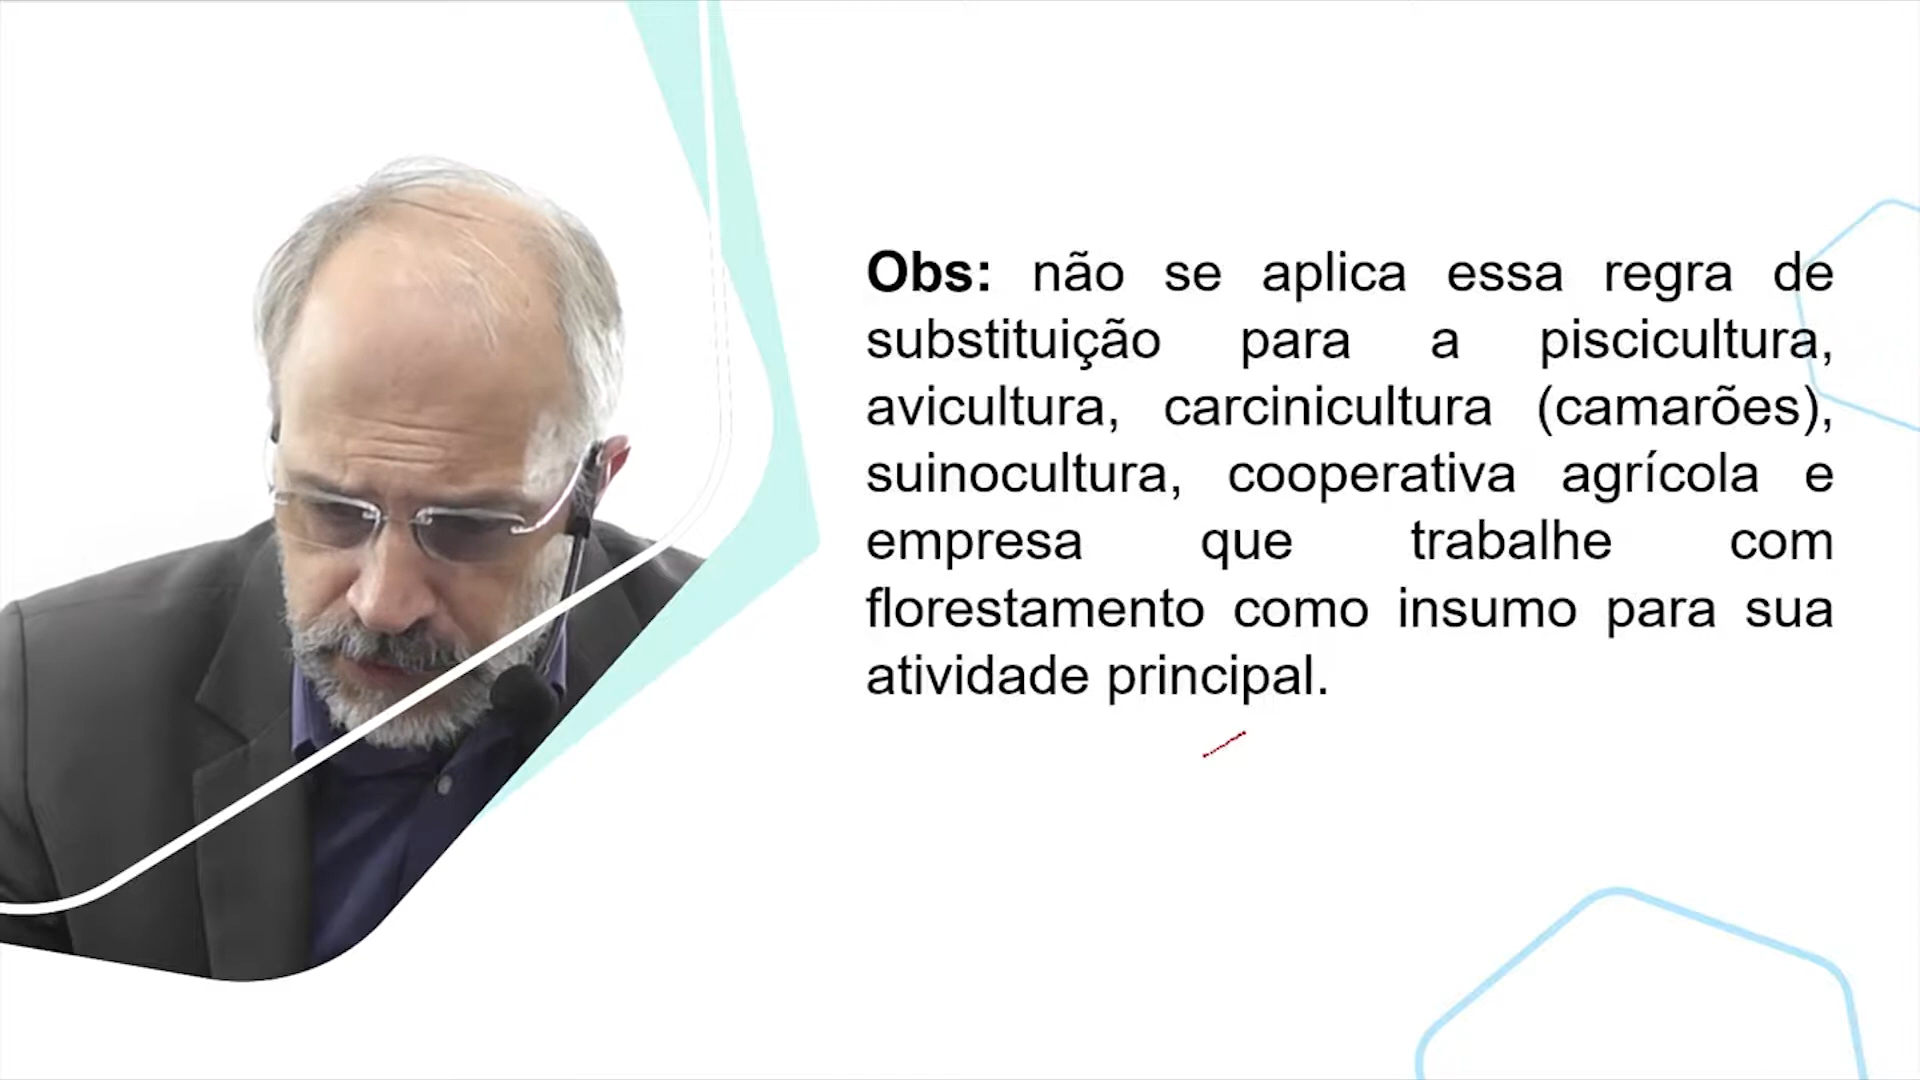 Obs: não se aplica essa regra de
substituição para a piscicultura,
avicultura, carcinicultura (camarões),
suinocultura, cooperativa agrícola e
empresa que trabalhe com
florestamento como insumo para sua
atividade principal.